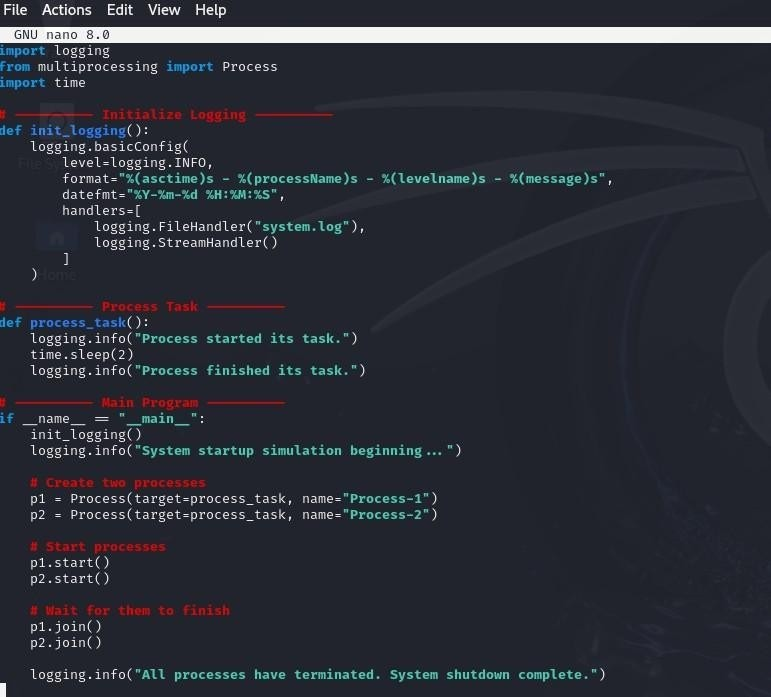 File Actions Edit View Help
GNU nano 8.0
import logging
from multiprocessing import Process
import time
# ────────── Initialize Logging ──────────
def init_logging():
    logging.basicConfig(
        level=logging.INFO,
        format="%(asctime)s - %(processName)s - %(levelname)s - %(message)s",
        datefmt="%Y-%m-%d %H:%M:%S",
        handlers=[
            logging.FileHandler("system.log"),
            logging.StreamHandler()
        ]
    )
Home
# ────────── Process Task ──────────
def process_task():
    logging.info("Process started its task.")
    time.sleep(2)
    logging.info("Process finished its task.")
# ────────── Main Program ──────────
if __name__ == "__main__":
    init_logging()
    logging.info("System startup simulation beginning...")
    # Create two processes
    p1 = Process(target=process_task, name="Process-1")
    p2 = Process(target=process_task, name="Process-2")
    # Start processes
    p1.start()
    p2.start()
    # Wait for them to finish
    p1.join()
    p2.join()
    logging.info("All processes have terminated. System shutdown complete.")